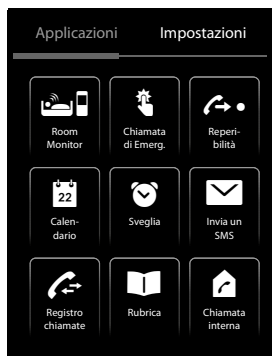 Applicazioni Impostazioni
Room Chiamata Reperi-
Monitor di Emerg. bilità
22
Calen- Sveglia Invia un
dario SMS
Registro Rubrica Chiamata
chiamate interna